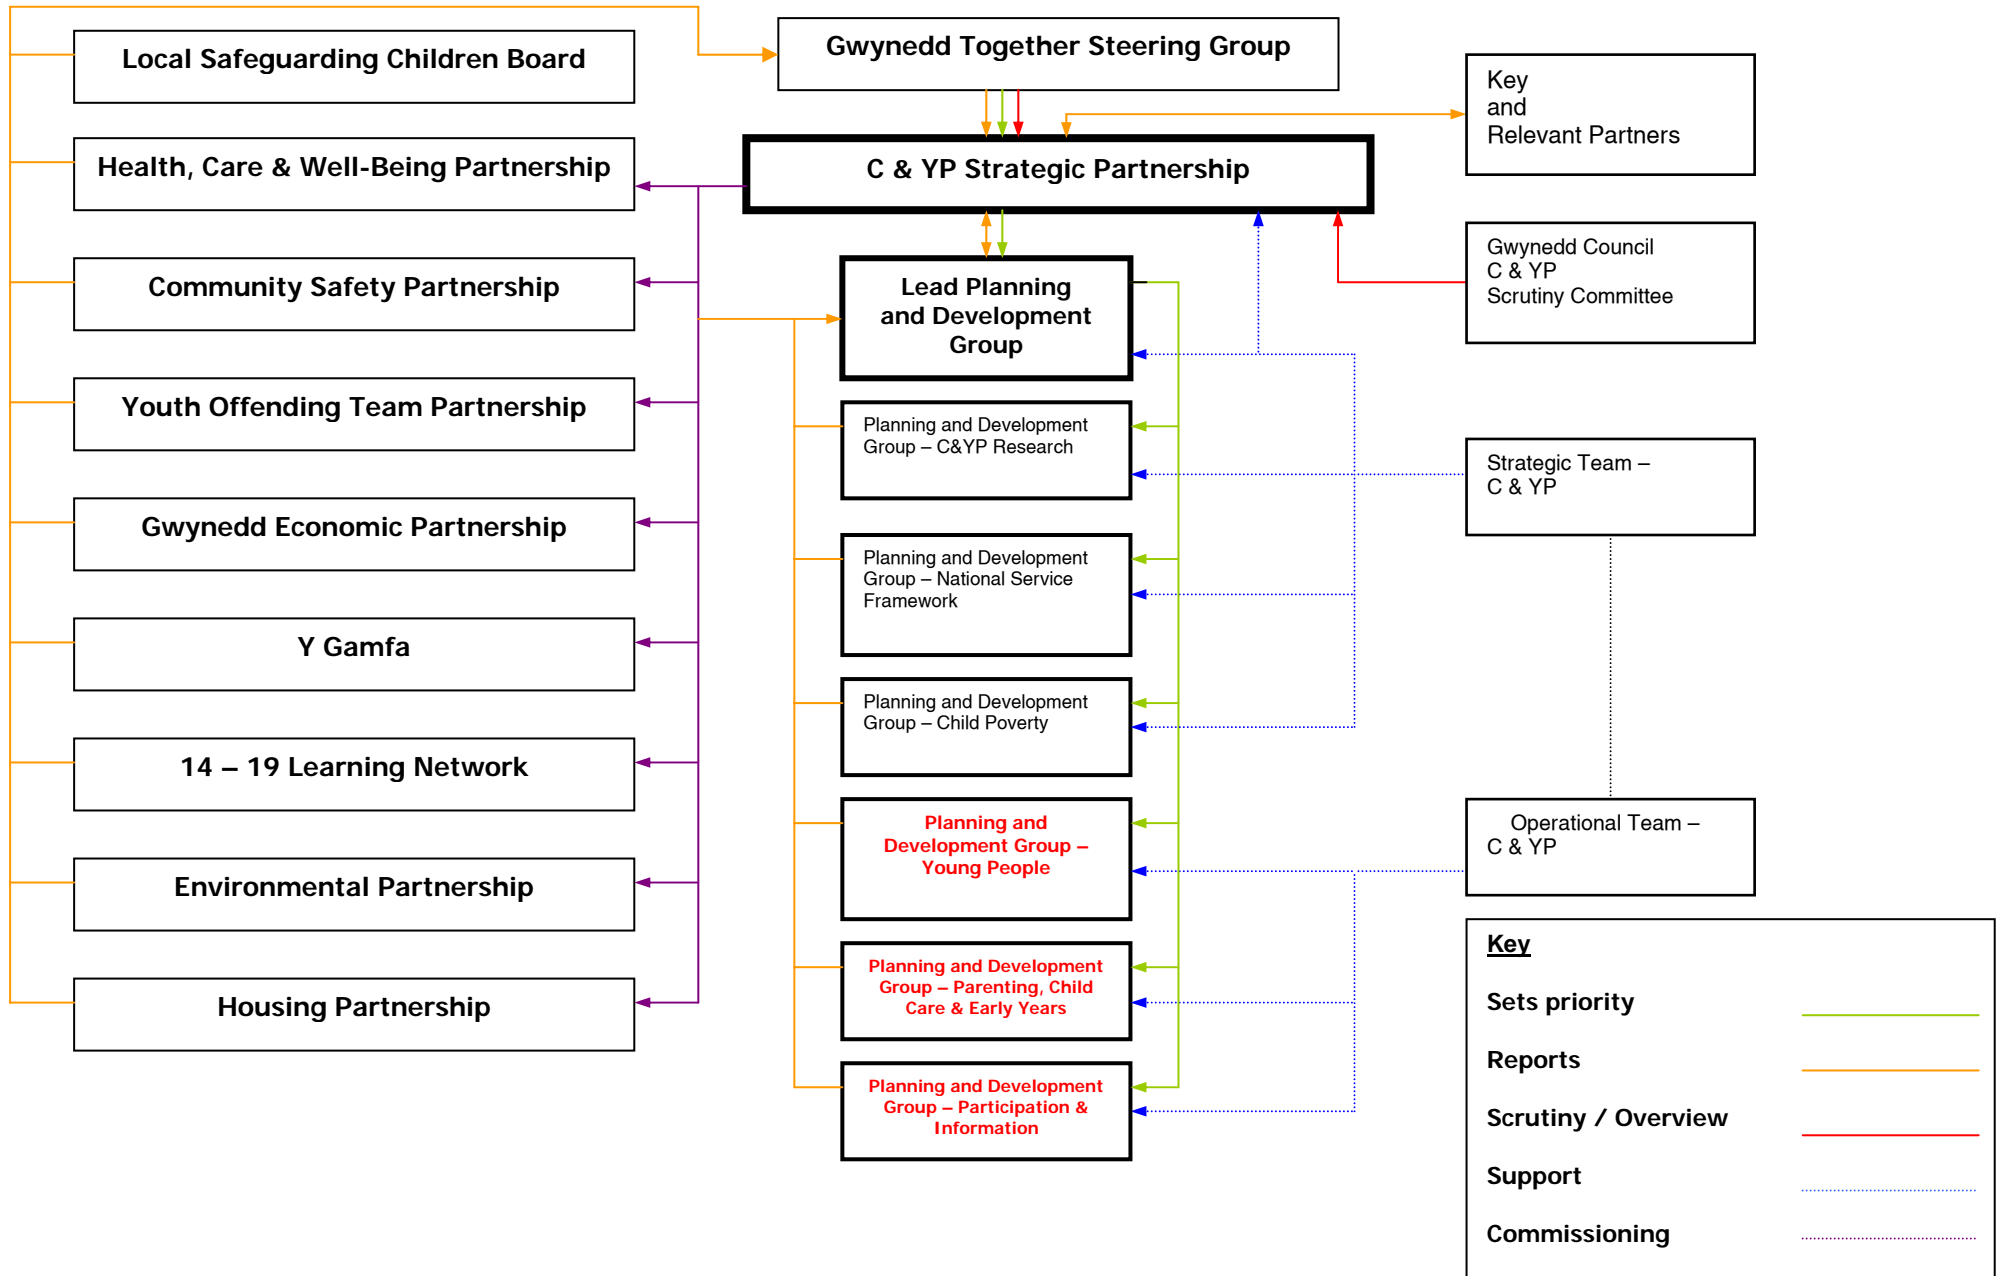 Local Safeguarding Children Board
Health, Care & Well-Being Partnership
Community Safety Partnership
Youth Offending Team Partnership
Gwynedd Economic Partnership
Y Gamfa
14 – 19 Learning Network
Environmental Partnership
Housing Partnership
Gwynedd Together Steering Group
C & YP Strategic Partnership
Lead Planning
and Development
Group
Planning and Development
Group – C&YP Research
Planning and Development
Group – National Service
Framework
Planning and Development
Group – Child Poverty
Planning and
Development Group –
Young People
Planning and Development
Group – Parenting, Child
Care & Early Years
Planning and Development
Group – Participation &
Information
Key
and
Relevant Partners
Gwynedd Council
C & YP
Scrutiny Committee
Strategic Team –
C & YP
Operational Team –
C & YP
Key
Sets priority
Reports
Scrutiny / Overview
Support
Commissioning